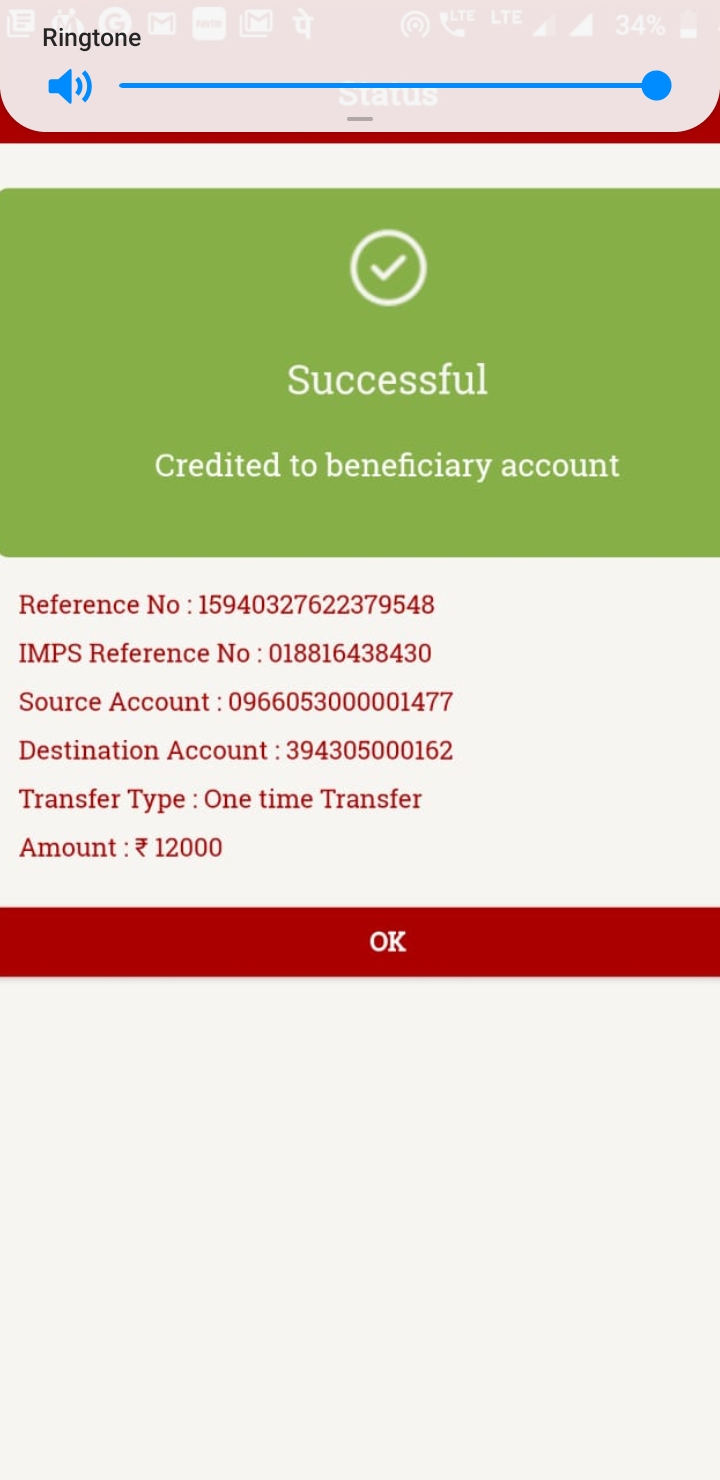 LTE LTE 34%
Ringtone
Status
Successful
Credited to beneficiary account
Reference No : 15940327622379548
IMPS Reference No : 018816438430
Source Account : 0966053000001477
Destination Account : 394305000162
Transfer Type : One time Transfer
Amount : ₹ 12000
OK